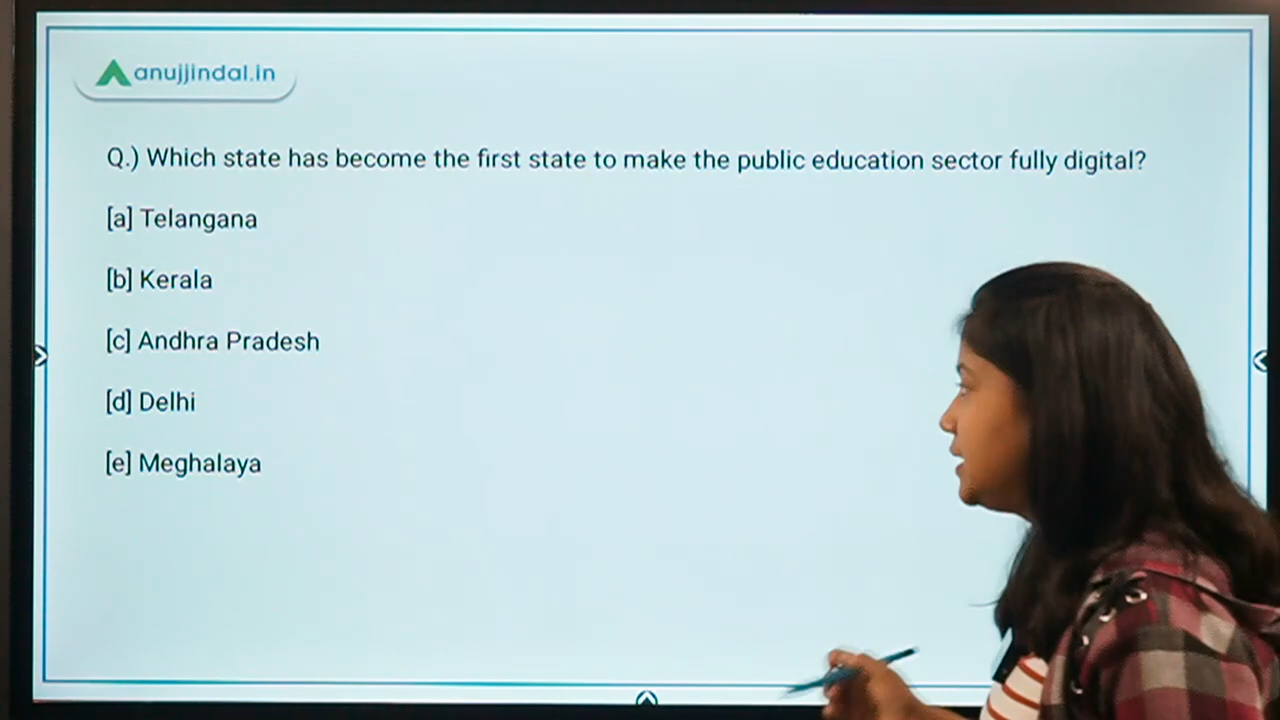 anujjindal.in
Q.) Which state has become the first state to make the public education sector fully digital?
[a] Telangana
[b] Kerala
[c] Andhra Pradesh
[d] Delhi
[e] Meghalaya